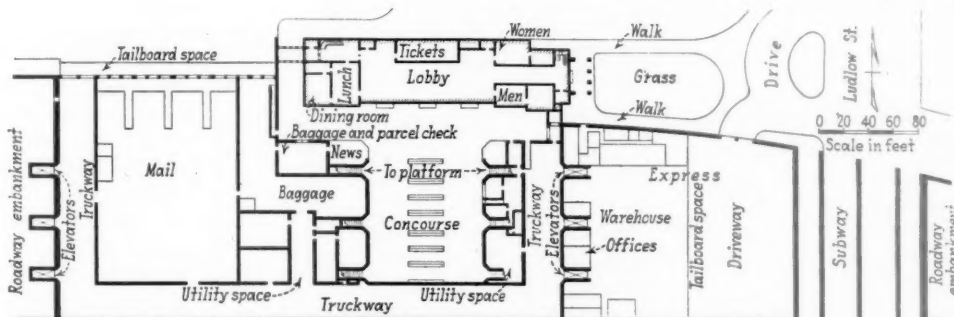 Tailboard space
Women
Walk
Tickets
Lobby
Lunch
Grass
Drive
Ludlow St.
Men
Walk
Dining room
Baggage and parcel check
0 20 40 60 80
Scale in feet
News
To platform
Express
Mail
Baggage
Concourse
Warehouse
Offices
Roadway embankment
Elevators
Truckway
Truckway
Elevators
Tailboard spaces
Driveway
Subway
Roadway
embankment
Utility space
Utility space
Truckway